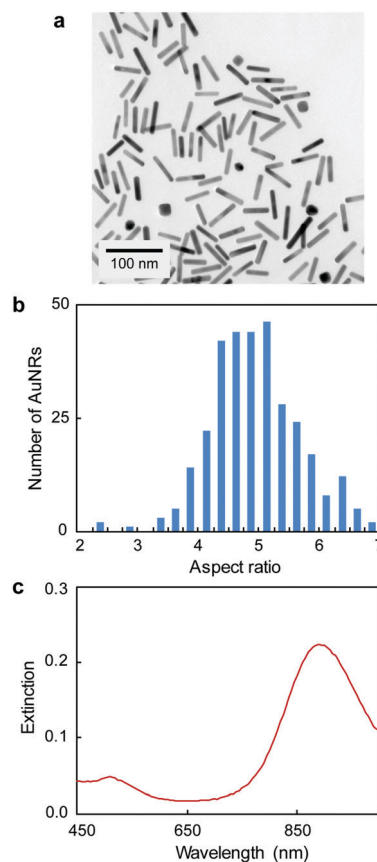 a
100 nm
b
50
25
0
Number of AuNRs
2 3 4 5 6 7
Aspect ratio
c
0.3
0.2
0.1
0.0
Extinction
450 650 850
Wavelength (nm)